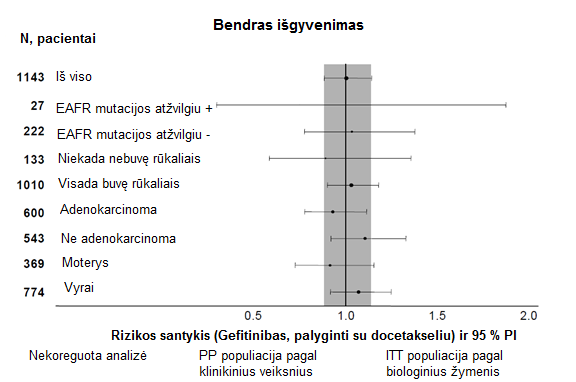 Bendras išgyvenimas
N, pacientai
1143 Iš viso
27 EAFR mutacijos atžvilgiu +
222 EAFR mutacijos atžvilgiu -
133 Niekada nebuvę rūkaliais
1010 Visada buvę rūkaliais
600 Adenokarcinoma
543 Ne adenokarcinoma
369 Moterys
774 Vyrai
0.5 1.0 1.5 2.0
Rizikos santykis (Gefitinibas, palyginti su docetakseliu) ir 95 % PI
Nekoreguota analizė PP populiacija pagal ITT populiacija pagal
klinikinius veiksnius biologinius žymenis